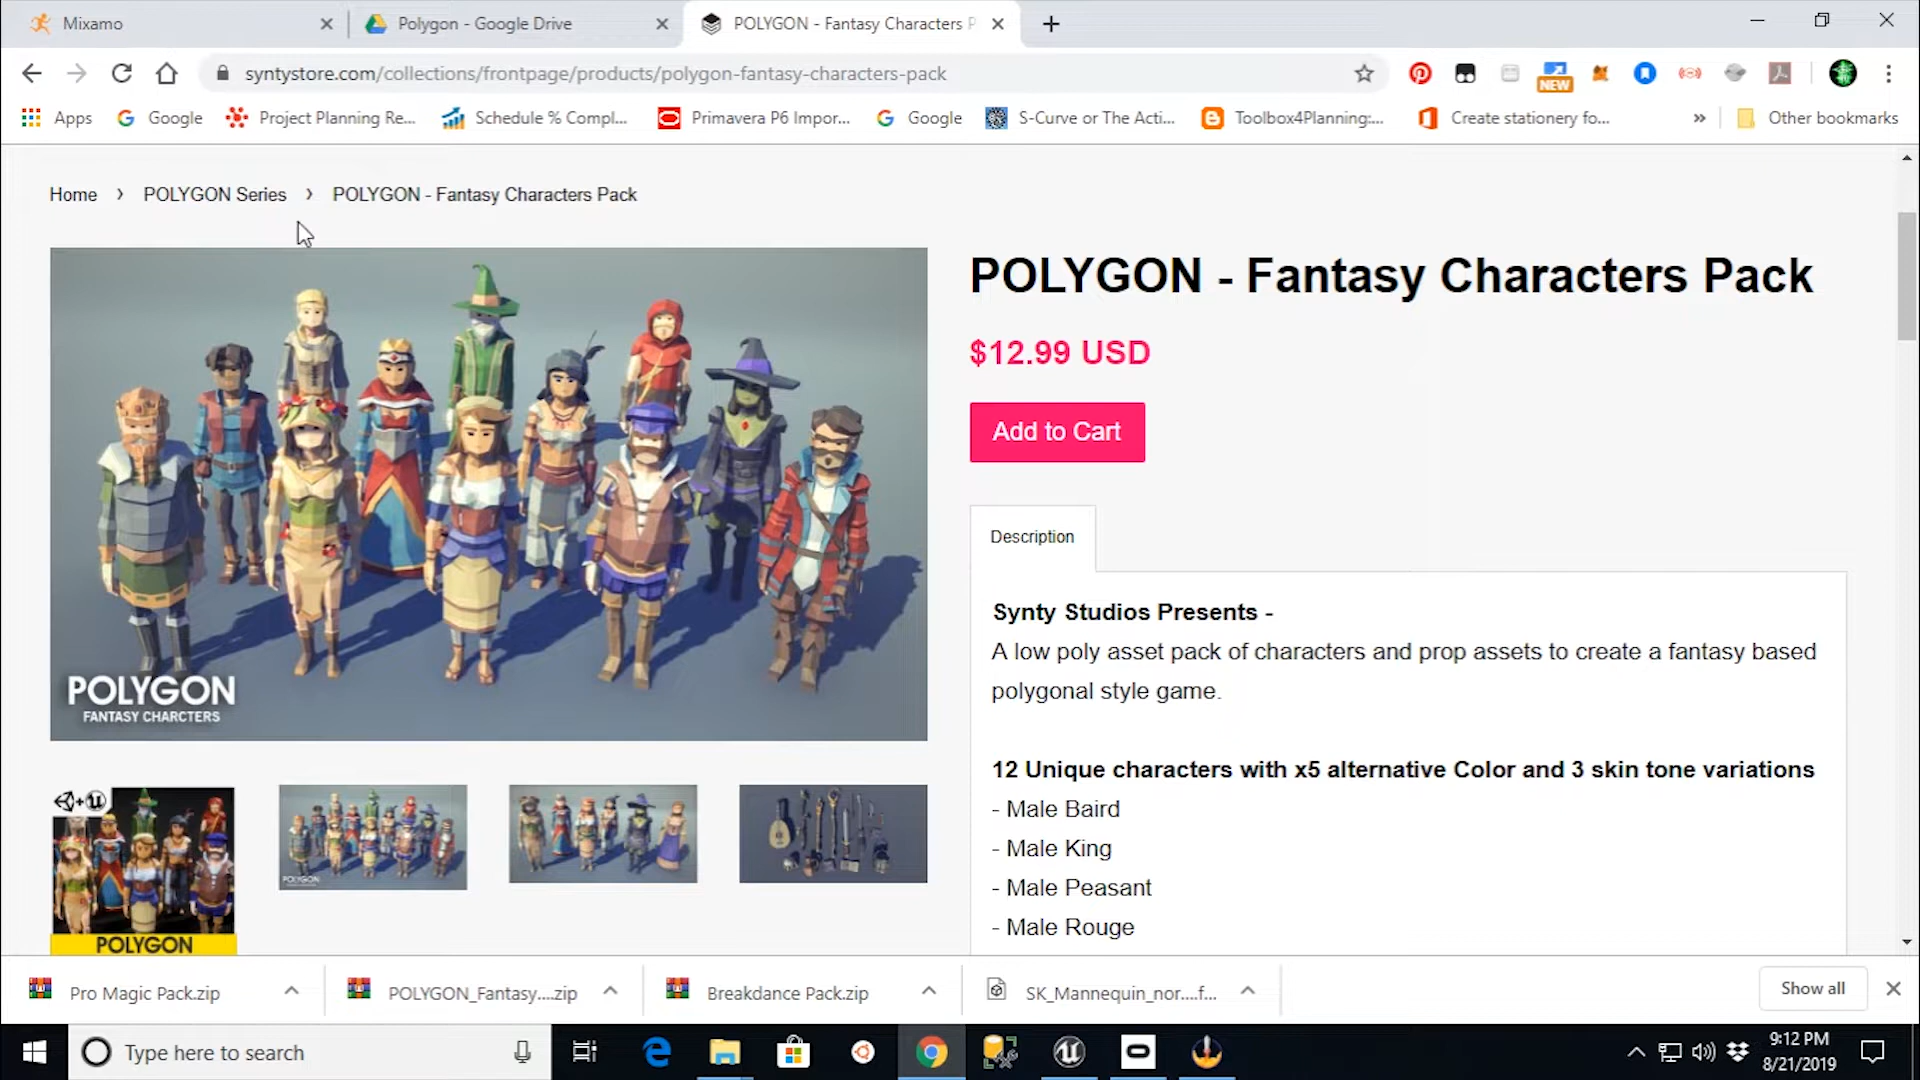 Mixamo
Polygon - Google Drive
POLYGON - Fantasy Characters P
syntystore.com/collections/frontpage/products/polygon-fantasy-characters-pack
NEW
Apps
Google
Project Planning Re...
Schedule % Compl...
Primavera P6 Impor...
Google
S-Curve or The Acti...
Toolbox4Planning:...
Create stationery fo...
»
Other bookmarks
Home › POLYGON Series › POLYGON - Fantasy Characters Pack
POLYGON
FANTASY CHARCTERS
POLYGON
POLYGON - Fantasy Characters Pack
$12.99 USD
Add to Cart
Description
Synty Studios Presents -
A low poly asset pack of characters and prop assets to create a fantasy based
polygonal style game.
12 Unique characters with x5 alternative Color and 3 skin tone variations
- Male Baird
- Male King
- Male Peasant
- Male Rouge
Pro Magic Pack.zip
POLYGON_Fantasy....zip
Breakdance Pack.zip
SK_Mannequin_nor....f...
Show all
Type here to search
9:12 PM
8/21/2019